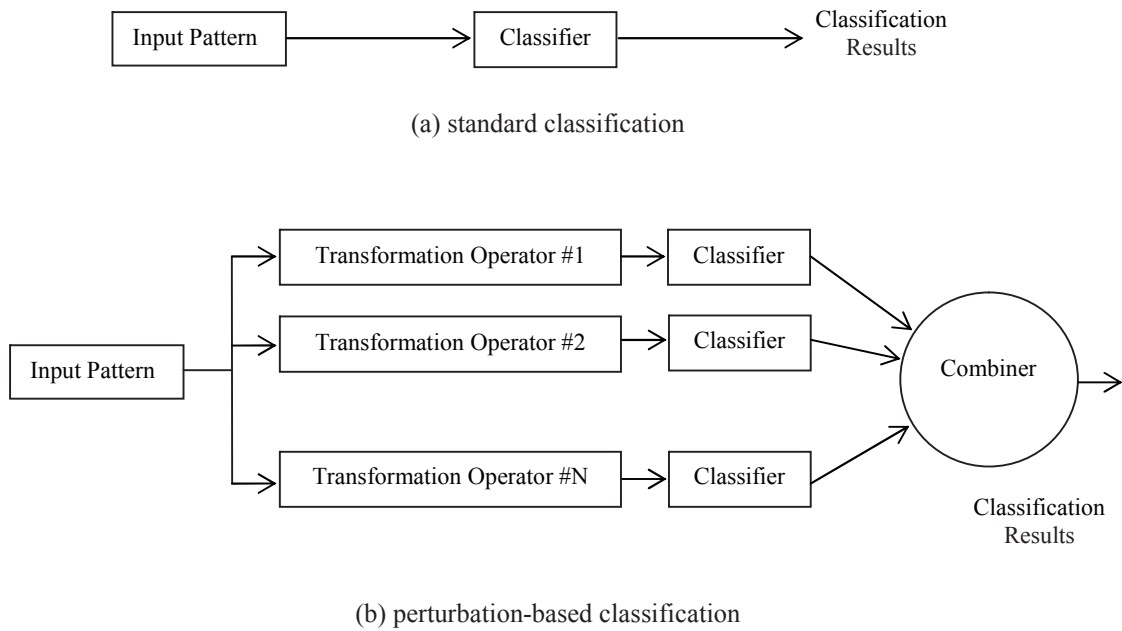 Input Pattern
Classifier
Classification
Results
(a) standard classification
Transformation Operator #1
Classifier
Transformation Operator #2
Classifier
Input Pattern
Combiner
Transformation Operator #N
Classifier
Classification
Results
(b) perturbation-based classification